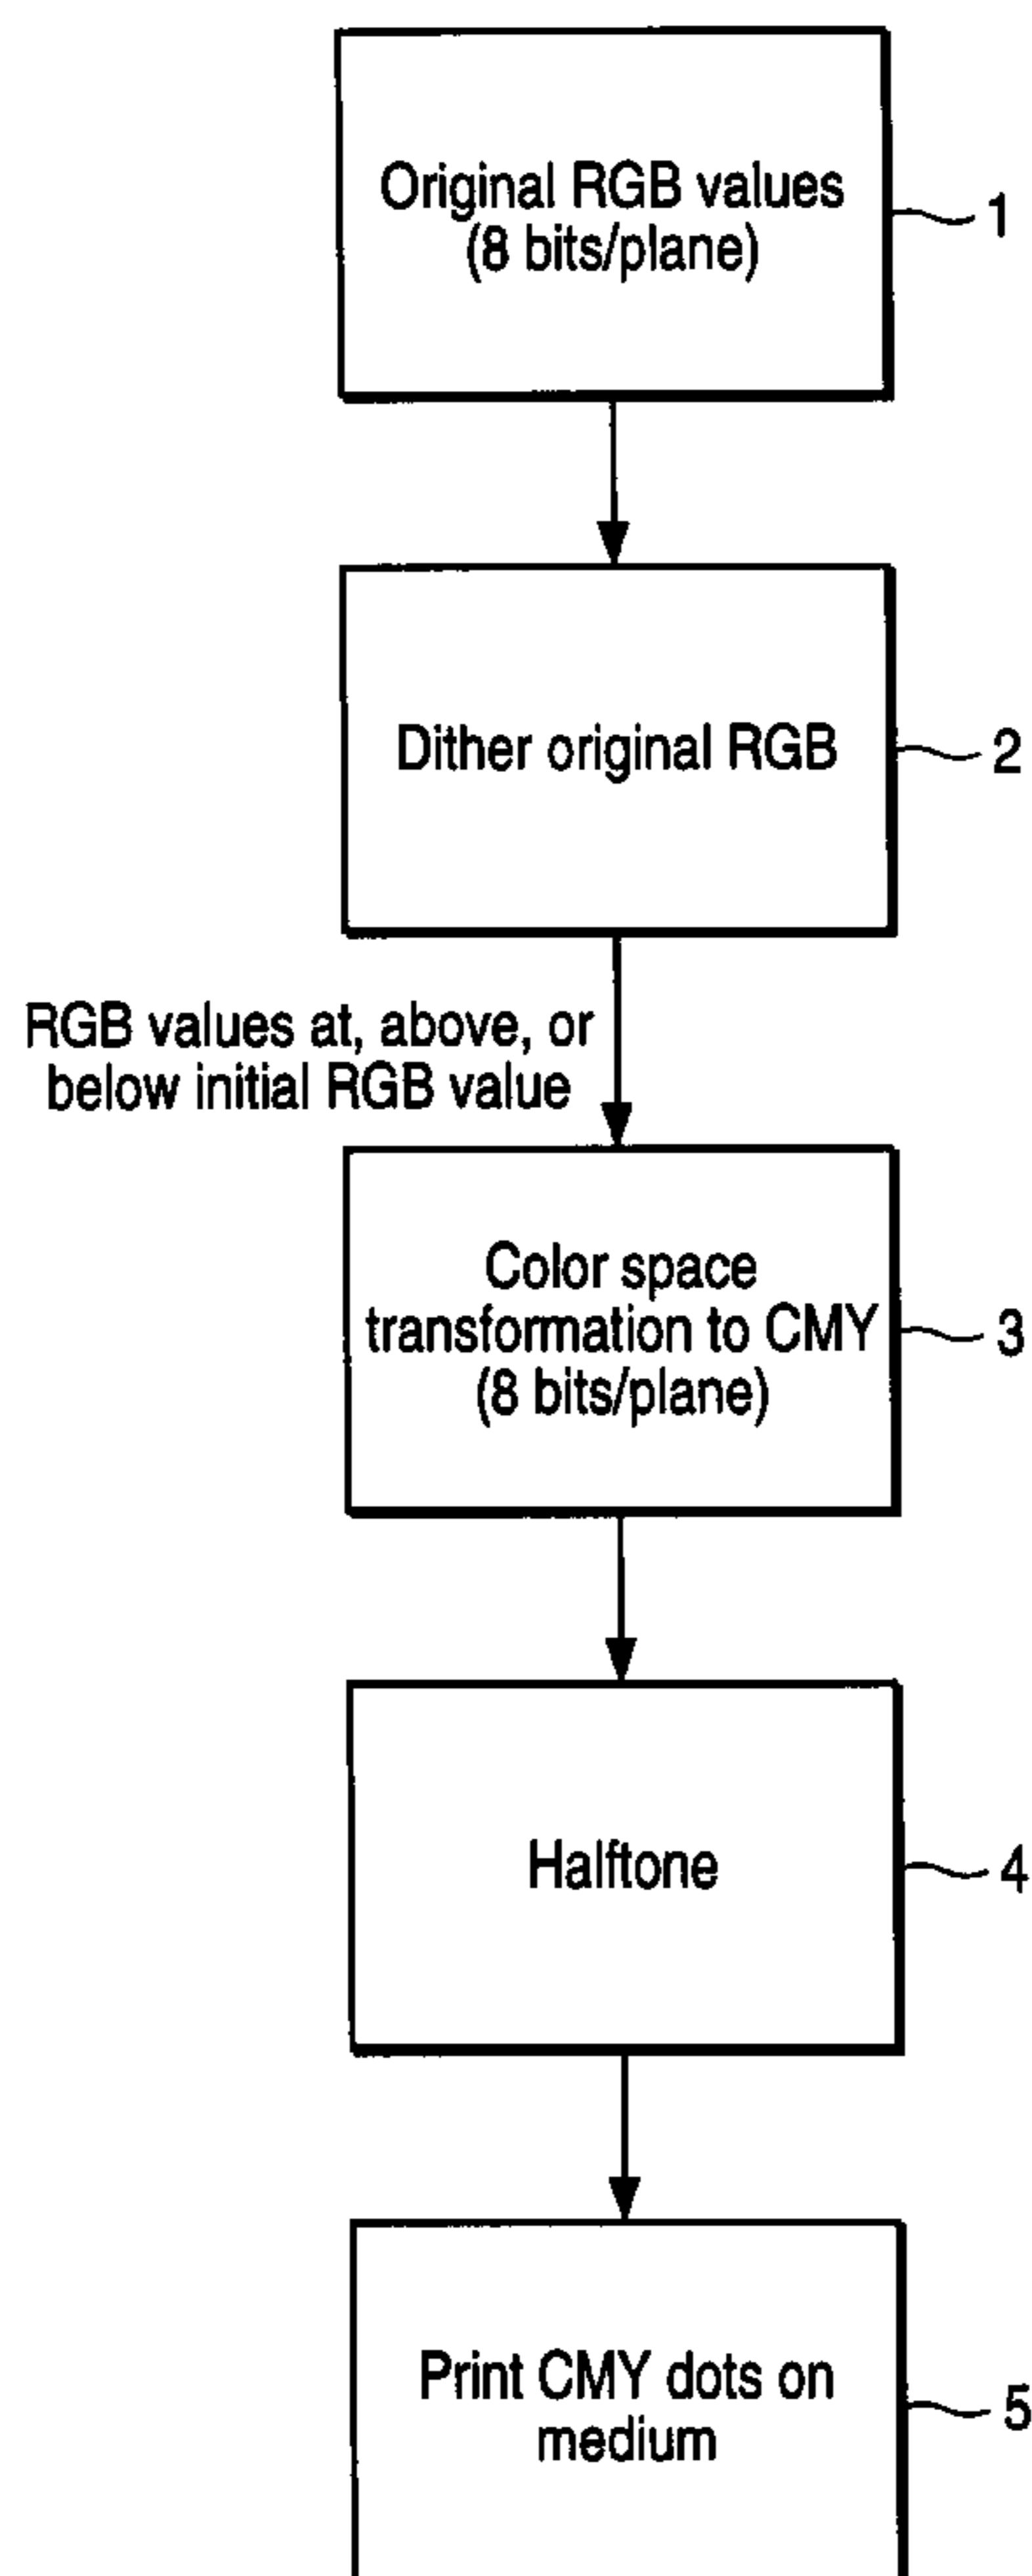 Original RGB values
(8 bits/plane)
1
Dither original RGB
2
RGB values at, above, or
below initial RGB value
Color space
transformation to CMY
(8 bits/plane)
3
Halftone
4
Print CMY dots on
medium
5